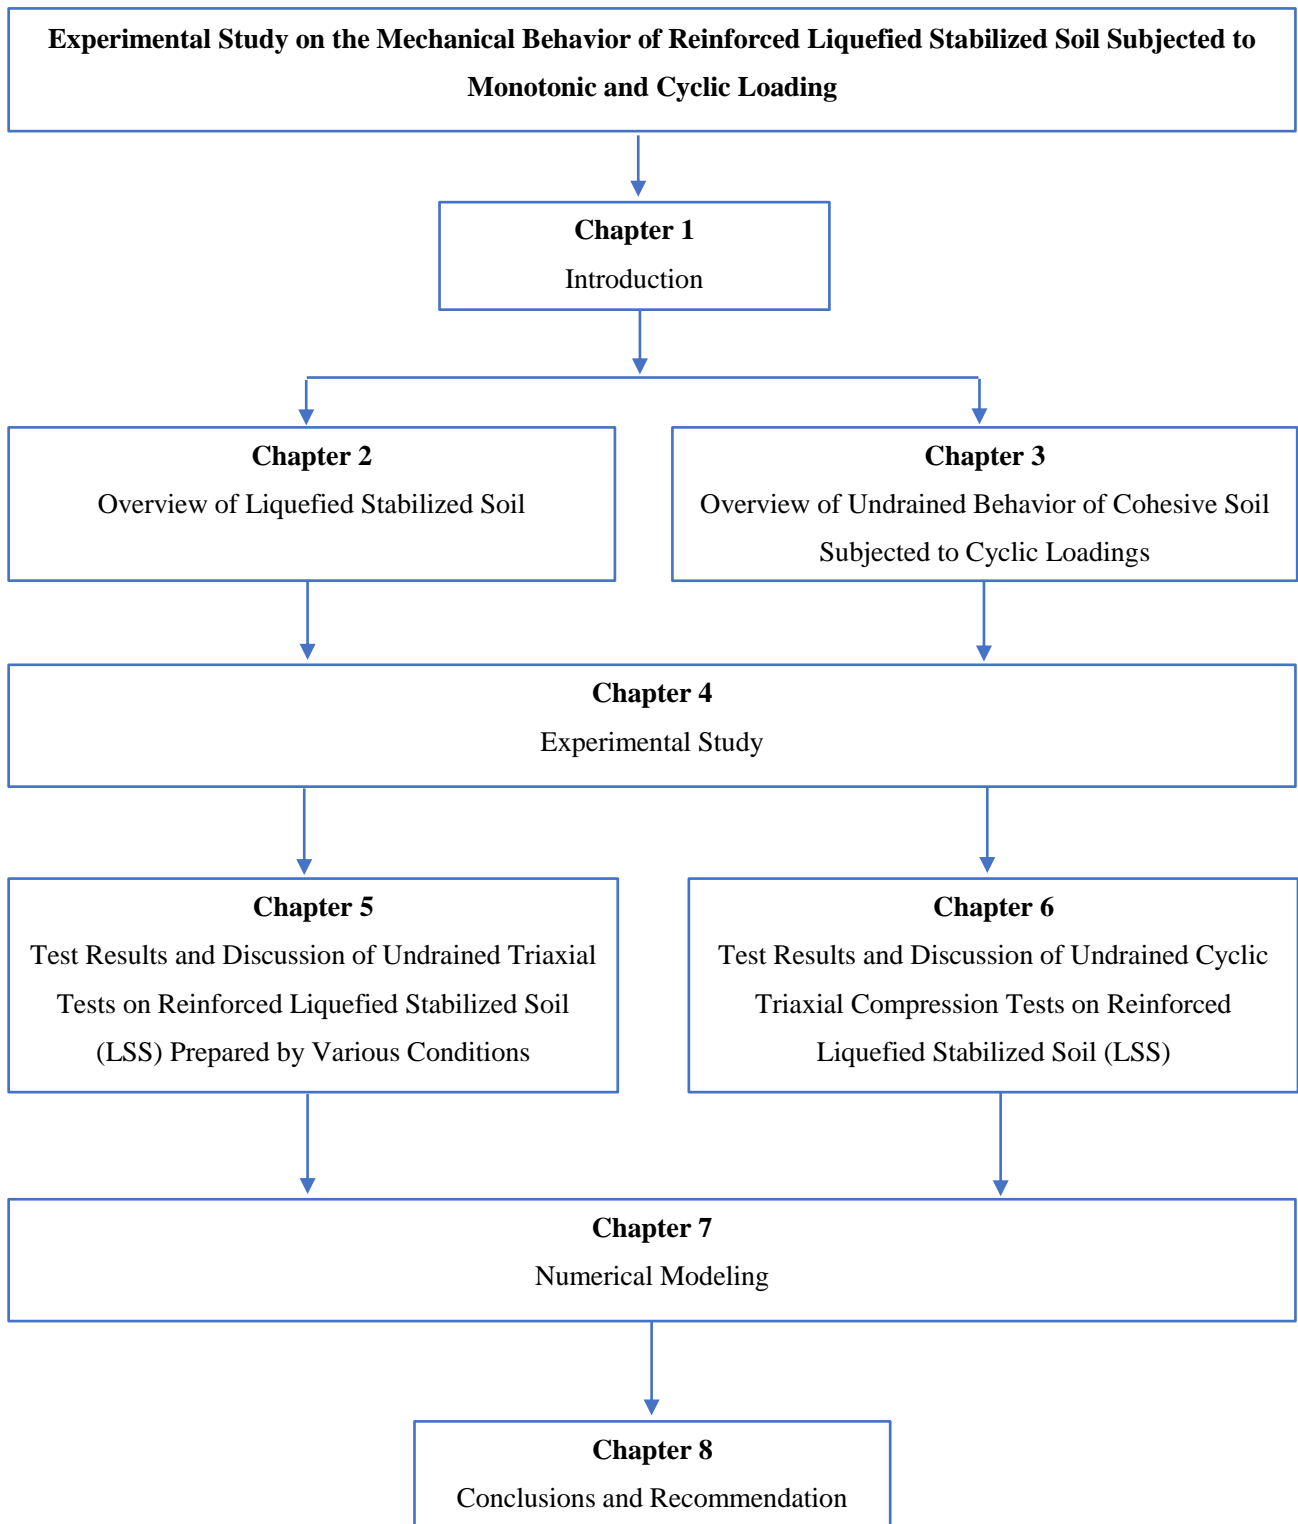 Experimental Study on the Mechanical Behavior of Reinforced Liquefied Stabilized Soil Subjected to
Monotonic and Cyclic Loading
Chapter 1
Introduction
Chapter 2
Overview of Liquefied Stabilized Soil
Chapter 3
Overview of Undrained Behavior of Cohesive Soil
Subjected to Cyclic Loadings
Chapter 4
Experimental Study
Chapter 5
Test Results and Discussion of Undrained Triaxial
Tests on Reinforced Liquefied Stabilized Soil
(LSS) Prepared by Various Conditions
Chapter 6
Test Results and Discussion of Undrained Cyclic
Triaxial Compression Tests on Reinforced
Liquefied Stabilized Soil (LSS)
Chapter 7
Numerical Modeling
Chapter 8
Conclusions and Recommendation